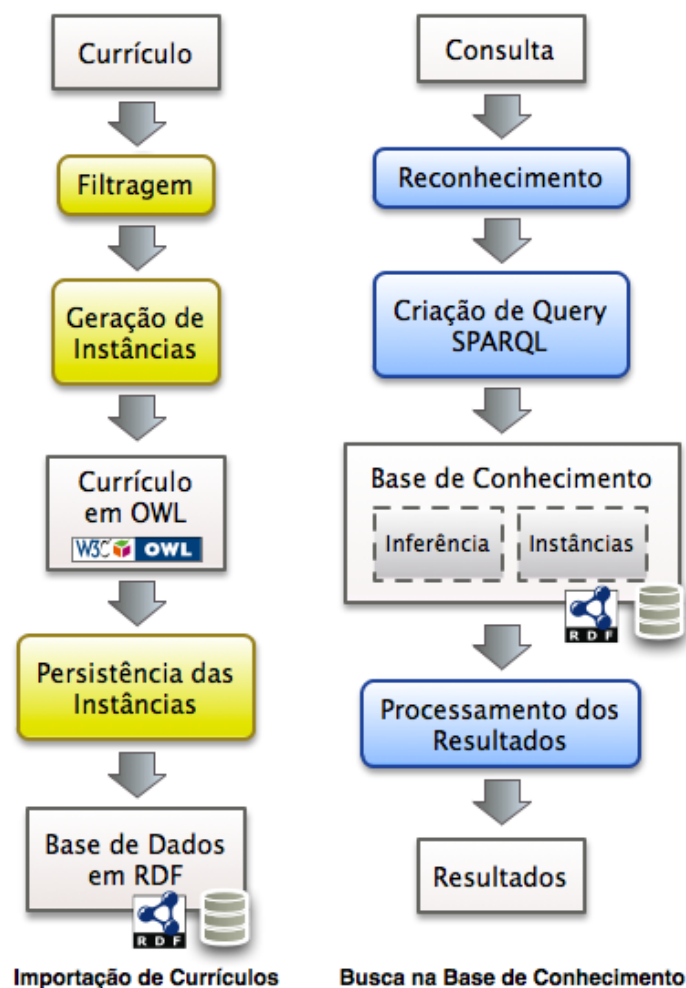 Currículo
Filtragem
Geração de
Instâncias
Currículo
em OWL
W3C OWL
Persistência das
Instâncias
Base de Dados
em RDF
RDF
Importação de Currículos
Consulta
Reconhecimento
Criação de Query
SPARQL
Base de Conhecimento
Inferência
Instâncias
RDF
Processamento dos
Resultados
Resultados
Busca na Base de Conhecimento